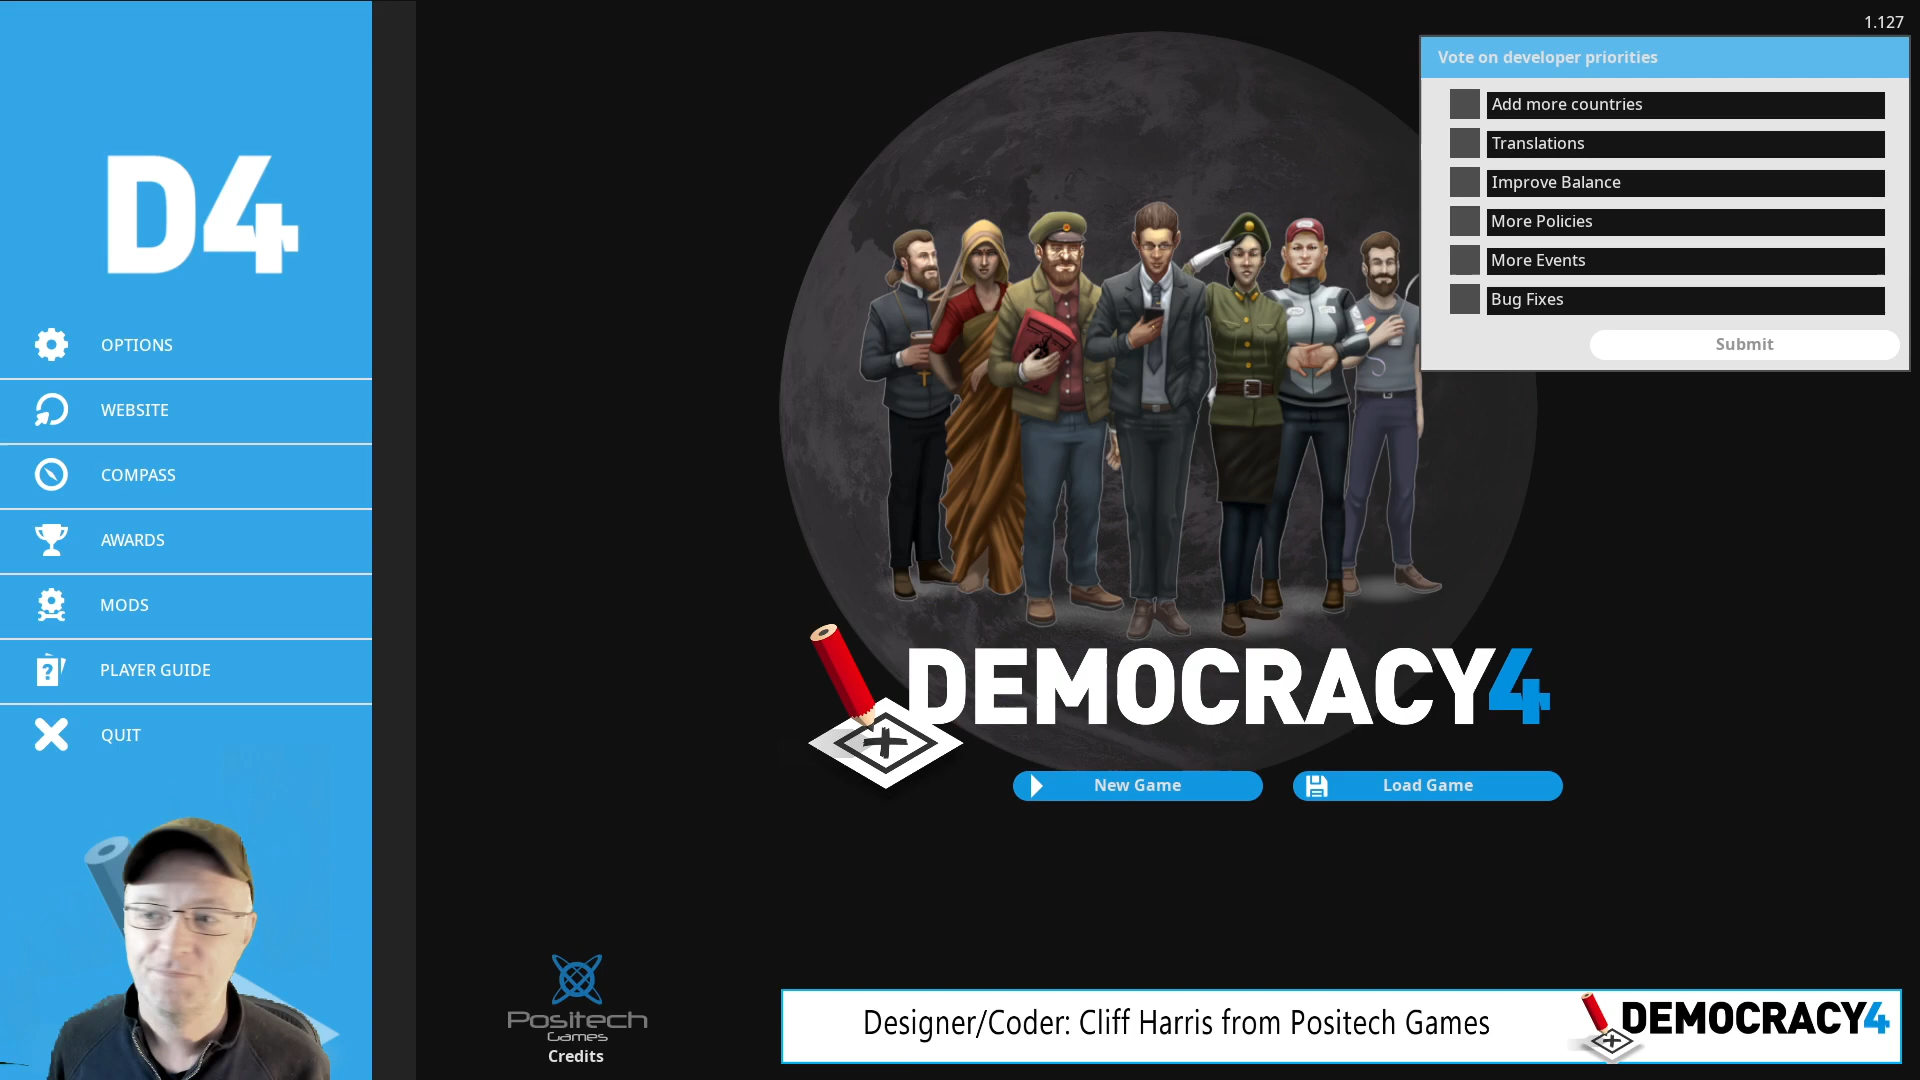 D4
OPTIONS
WEBSITE
COMPASS
AWARDS
MODS
PLAYER GUIDE
QUIT
1.127
Vote on developer priorities
Add more countries
Translations
Improve Balance
More Policies
More Events
Bug Fixes
Submit
DEMOCRACY4
New Game
Load Game
Positech
Games
Credits
Designer/Coder: Cliff Harris from Positech Games
DEMOCRACY4